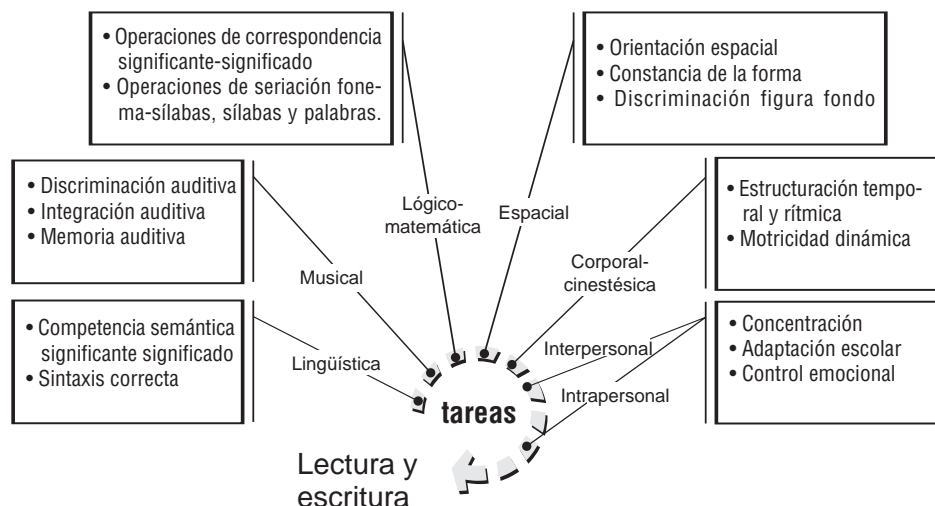 • Operaciones de correspondencia
significante-significado
• Operaciones de seriación fone-
ma-sílabas, sílabas y palabras.
• Orientación espacial
• Constancia de la forma
• Discriminación figura fondo
• Discriminación auditiva
• Integración auditiva
• Memoria auditiva
• Estructuración tempo-
ral y rítmica
• Motricidad dinámica
Lógico-
matemática
Espacial
Musical
Corporal-
cinestésica
• Competencia semántica
significante significado
• Sintaxis correcta
• Concentración
• Adaptación escolar
• Control emocional
Lingüística
Interpersonal
Intrapersonal
tareas
Lectura y
escritura